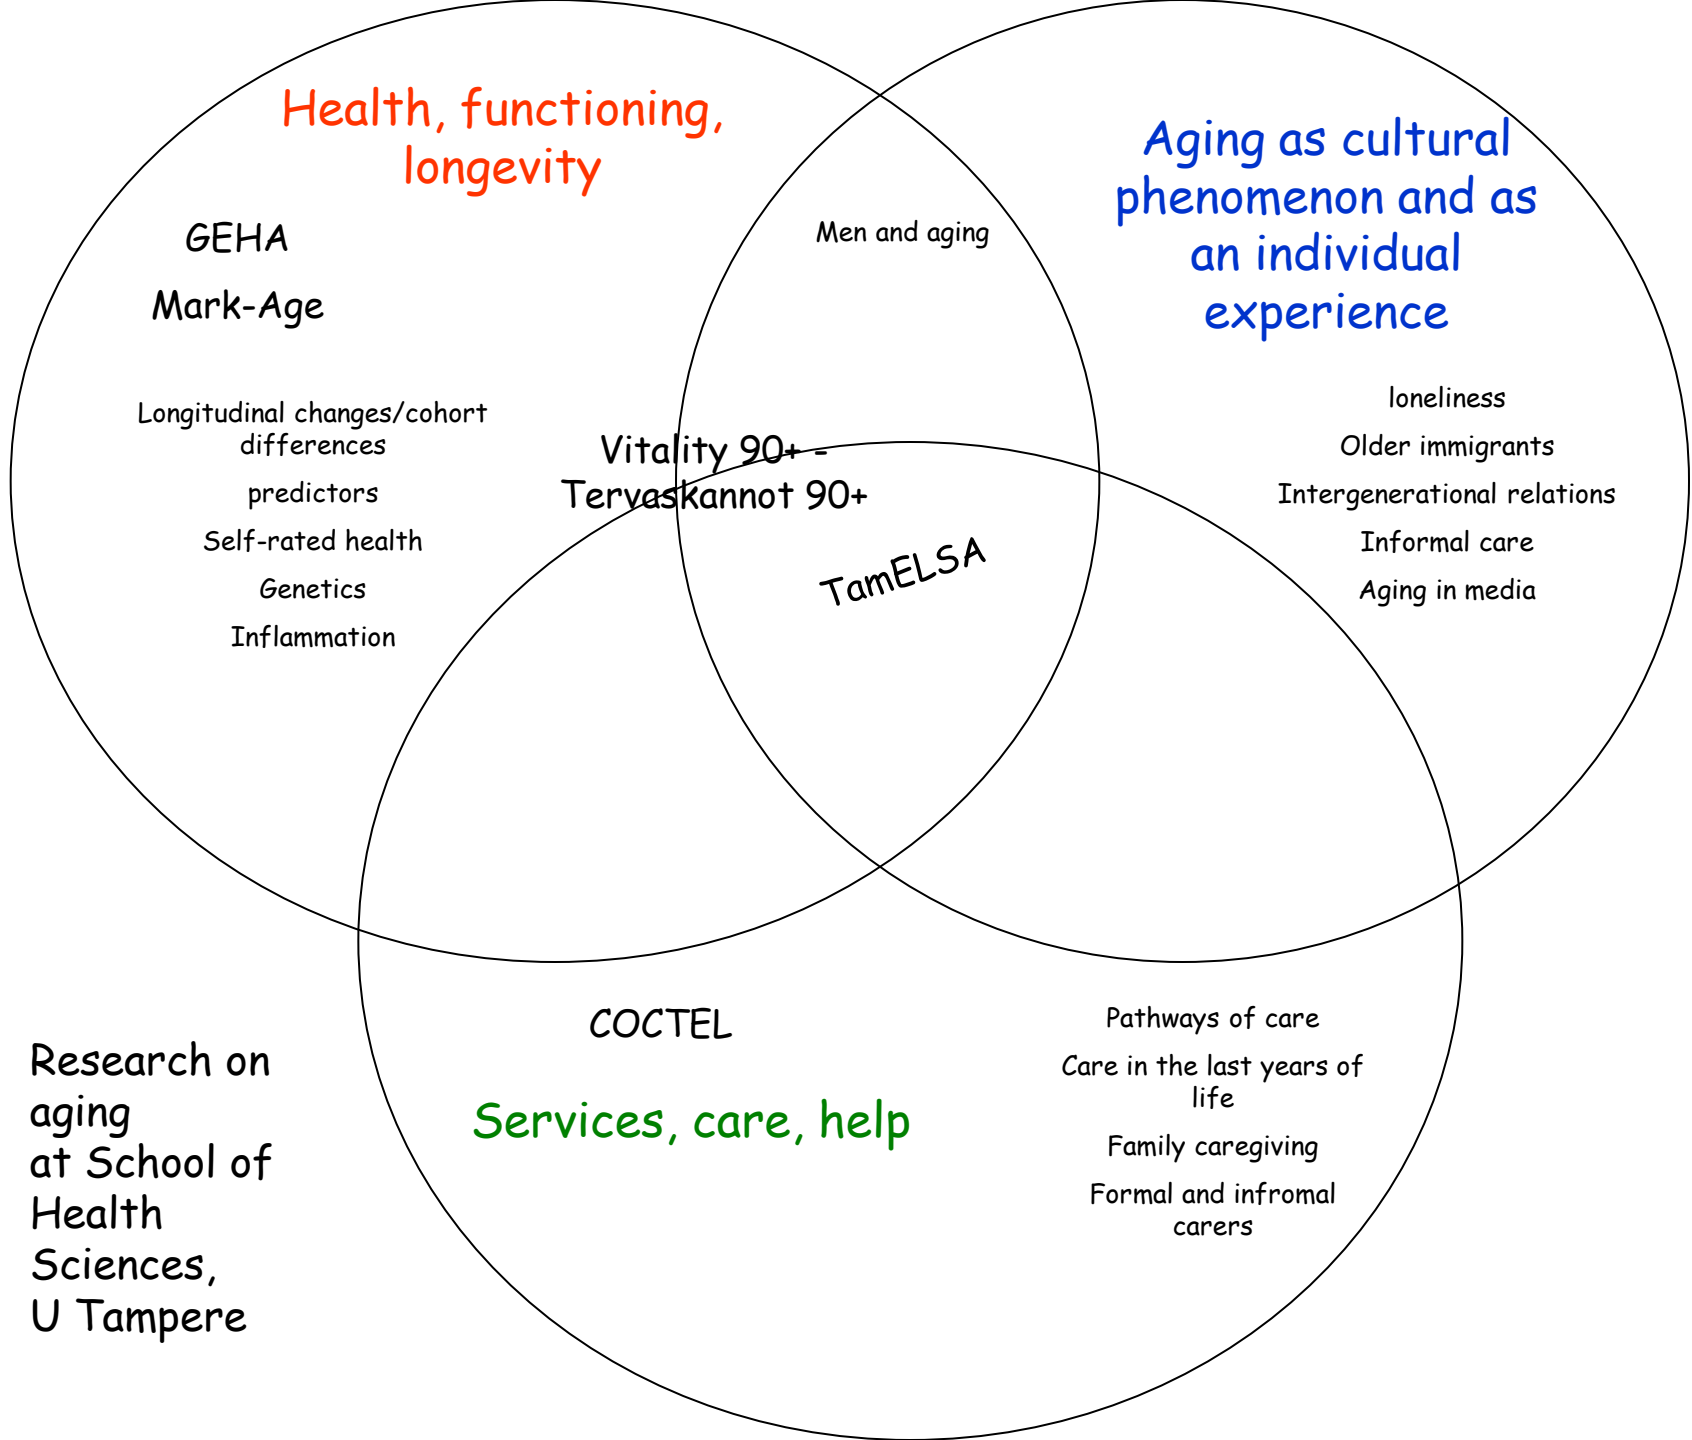 Health, functioning,
longevity
GEHA
Mark-Age
Longitudinal changes/cohort
differences
predictors
Self-rated health
Genetics
Inflammation
Men and aging
Aging as cultural
phenomenon and as
an individual
experience
loneliness
Older immigrants
Intergenerational relations
Informal care
Aging in media
Vitality 90+ -
Tervaskannot 90+
TamELSA
COCTEL
Services, care, help
Pathways of care
Care in the last years of
life
Family caregiving
Formal and infromal
carers
Research on
aging
at School of
Health
Sciences,
U Tampere